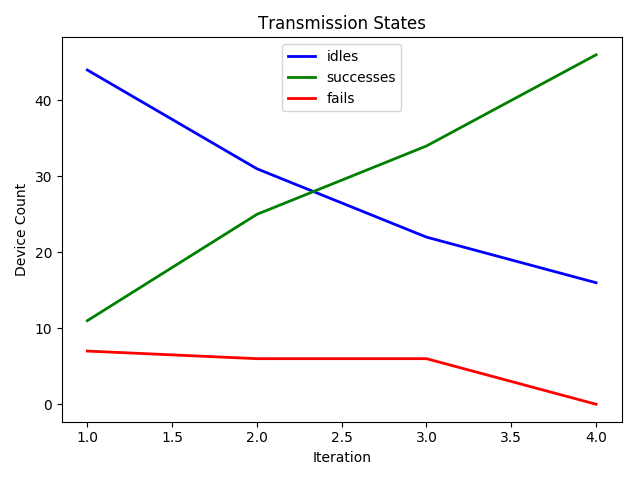 Transmission States
idles
successes
fails
Device Count
40
30
20
10
0
1.0 1.5 2.0 2.5 3.0 3.5 4.0
Iteration